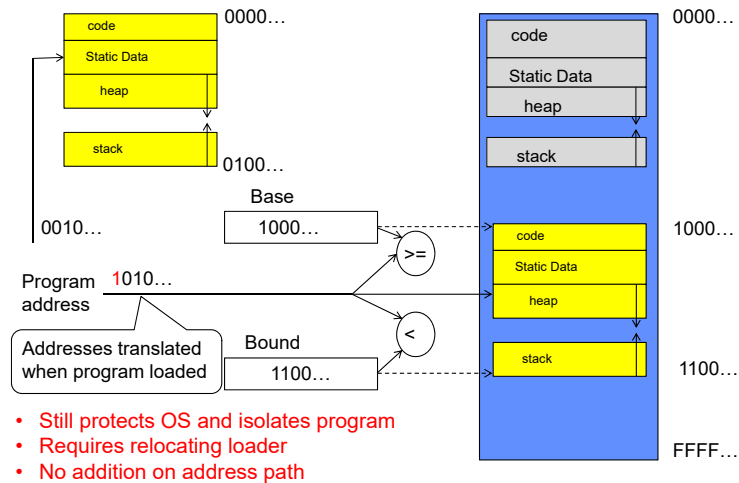 code
0000…
Static Data
heap
stack
0100…
0010…
Base
1000…
>=
Program
address
1010…
Addresses translated
when program loaded
<
Bound
1100…
0000…
code
Static Data
heap
stack
1000…
code
Static Data
heap
stack
1100…
FFFF…
• Still protects OS and isolates program
• Requires relocating loader
• No addition on address path